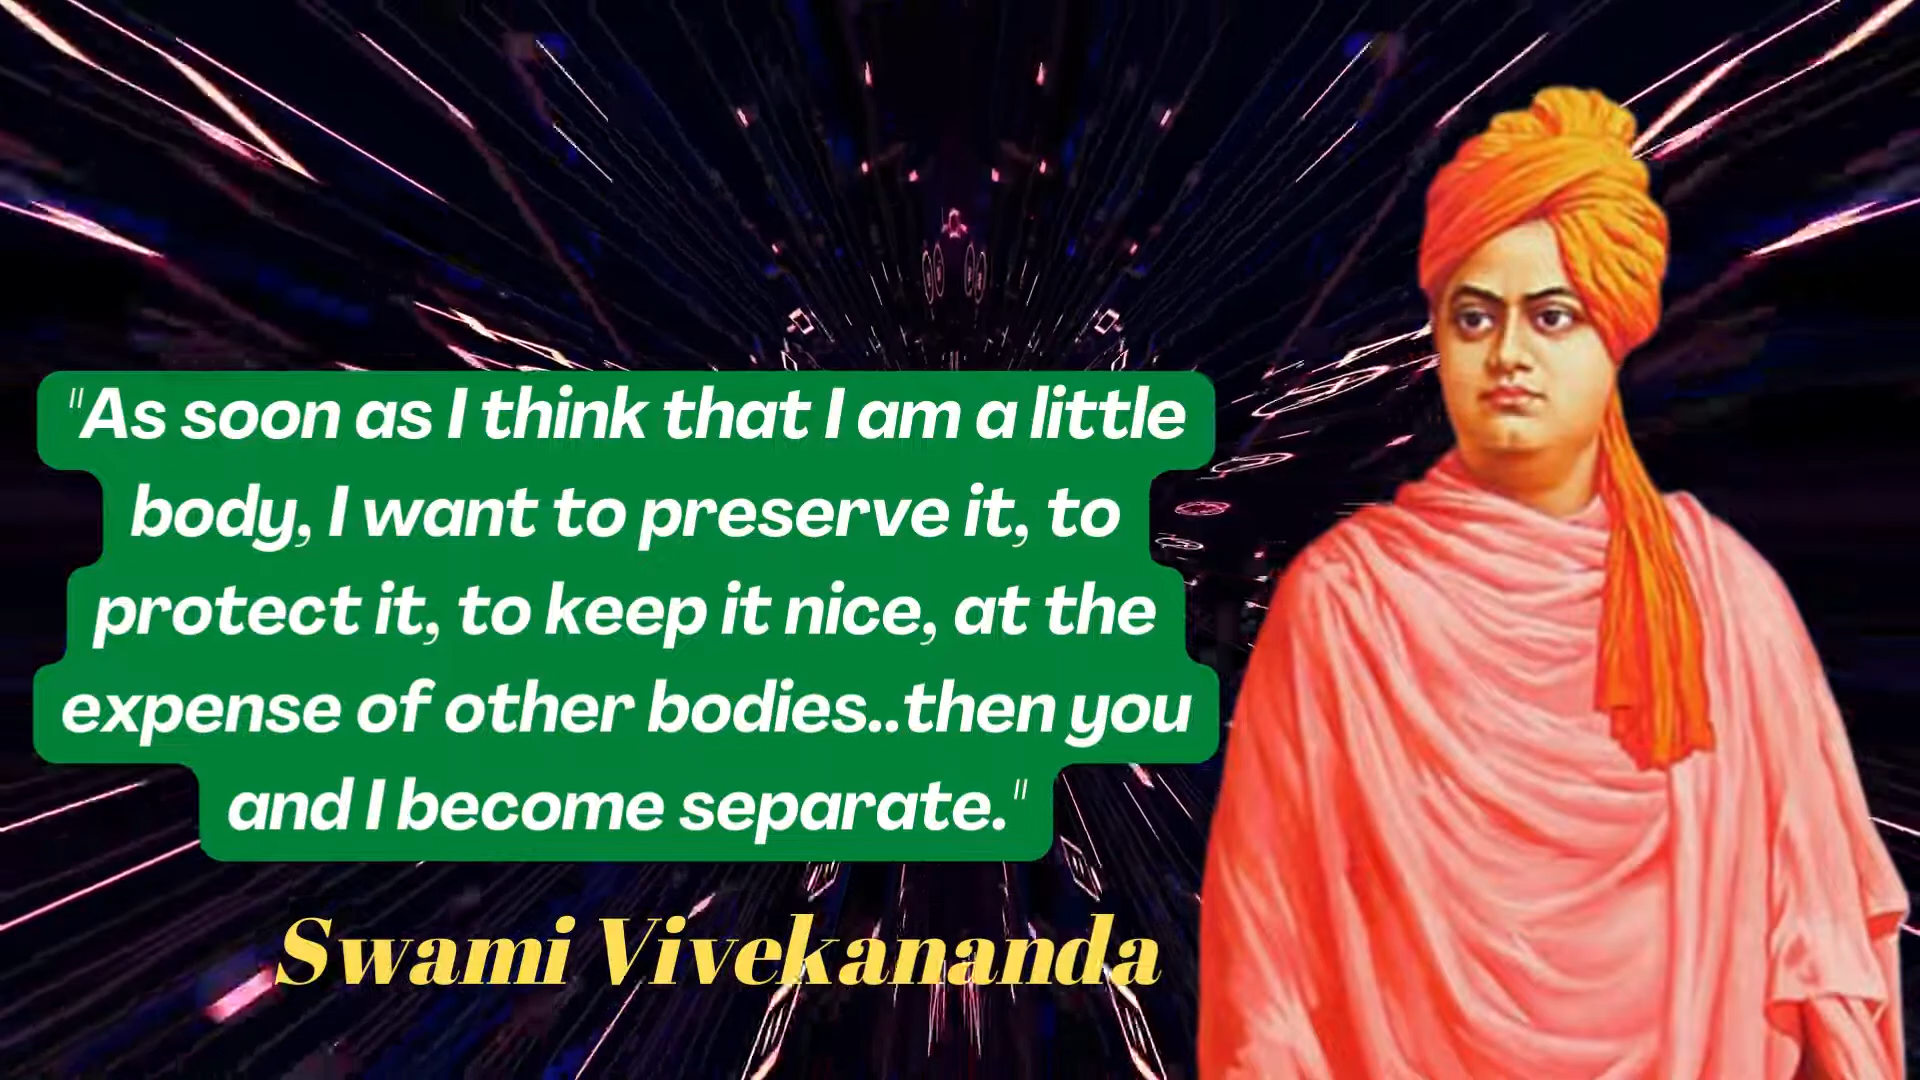 "As soon as I think that I am a little
body, I want to preserve it, to
protect it, to keep it nice, at the
expense of other bodies..then you
and I become separate."
Swami Vivekananda